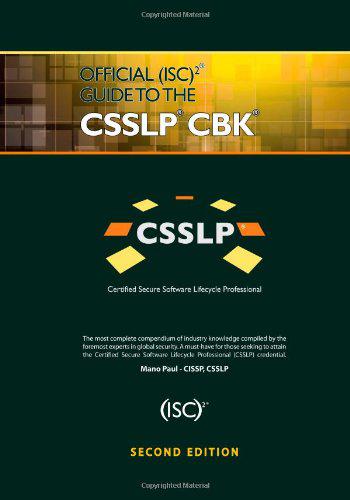 Copyrighted Material
OFFICIAL (ISC)²®
GUIDE TO THE
CSSLP® CBK®
CSSLP®
Certified Secure Software Lifecycle Professional
The most complete compendium of industry knowledge compiled by the
foremost experts in global security. A must-have for those seeking to attain
the Certified Secure Software Lifecycle Professional (CSSLP) credential.
Mano Paul - CISSP, CSSLP
(ISC)²®
SECOND EDITION
Copyrighted Material